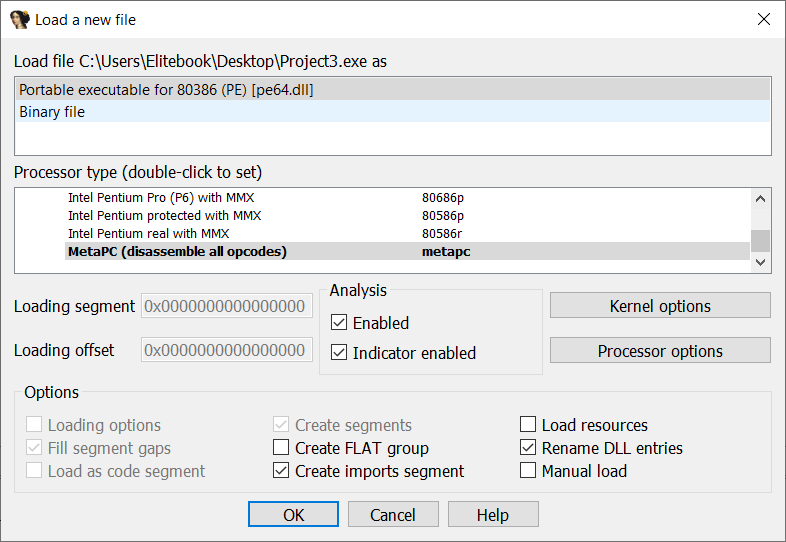 Load a new file
Load file C:\Users\Elitebook\Desktop\Project3.exe as
Portable executable for 80386 (PE) [pe64.dll]
Binary file
Processor type (double-click to set)
Intel Pentium Pro (P6) with MMX 80686p
Intel Pentium protected with MMX 80586p
Intel Pentium real with MMX 80586r
MetaPC (disassemble all opcodes) metapc
Loading segment 0x0000000000000000
Loading offset 0x0000000000000000
Analysis
Enabled
Indicator enabled
Kernel options
Processor options
Options
Loading options Create segments Load resources
Fill segment gaps Create FLAT group Rename DLL entries
Load as code segment Create imports segment Manual load
OK Cancel Help